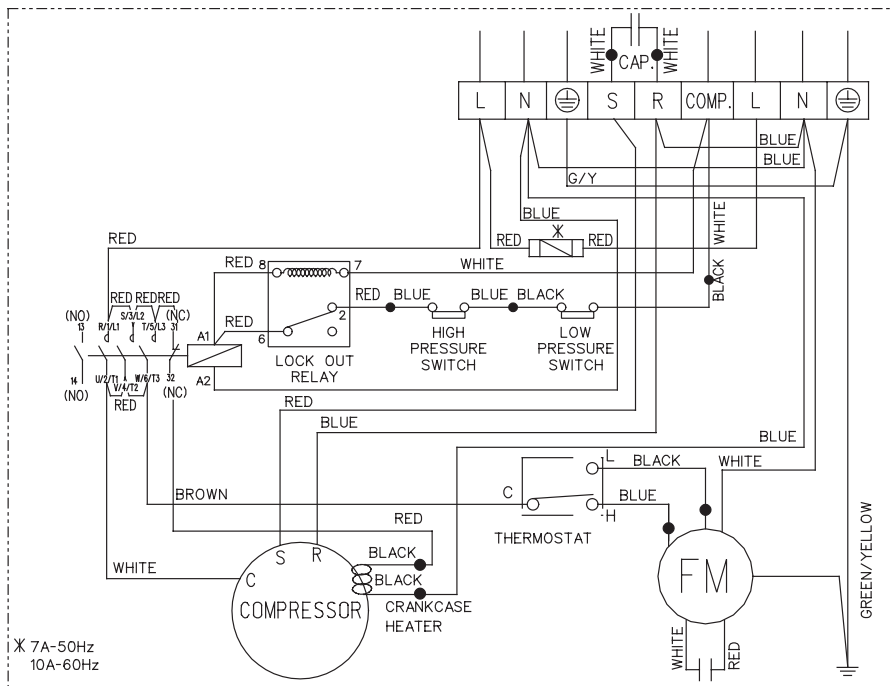 WHITE
WHITE
CAP.
L N S R COMP. L N
BLUE
BLUE
G/Y
BLUE
WHITE
RED
RED Ж RED
RED 8 7 WHITE
BLACK
RED RED RED
S/3/L2
(NO) (NC)
13 R/1/L1 T/5/L3 31
RED BLUE BLUE BLACK
2
A1 RED 6
HIGH
PRESSURE
SWITCH
LOW
PRESSURE
SWITCH
LOCK OUT
RELAY
A2
14 U/2/T1 V/4/T2 W/6/T3 32
(NO) (NC)
RED
RED
BLUE
BLUE
L
BLACK
WHITE
BROWN
C
BLUE
H
RED
THERMOSTAT
GREEN/YELLOW
S R
BLACK
WHITE
C
BLACK
FM
COMPRESSOR
CRANKCASE
HEATER
WHITE
RED
Ж 7A-50Hz
10A-60Hz